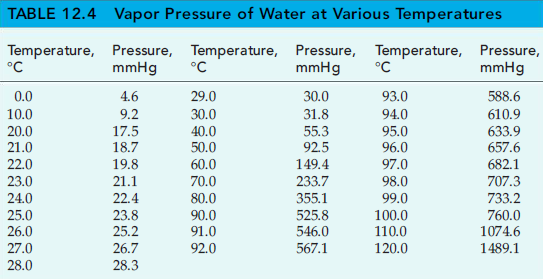 TABLE 12.4 Vapor Pressure of Water at Various Temperatures
Temperature, Pressure, Temperature, Pressure, Temperature, Pressure,
°C mmHg °C mmHg °C mmHg
0.0 4.6 29.0 30.0 93.0 588.6
10.0 9.2 30.0 31.8 94.0 610.9
20.0 17.5 40.0 55.3 95.0 633.9
21.0 18.7 50.0 92.5 96.0 657.6
22.0 19.8 60.0 149.4 97.0 682.1
23.0 21.1 70.0 233.7 98.0 707.3
24.0 22.4 80.0 355.1 99.0 733.2
25.0 23.8 90.0 525.8 100.0 760.0
26.0 25.2 91.0 546.0 110.0 1074.6
27.0 26.7 92.0 567.1 120.0 1489.1
28.0 28.3